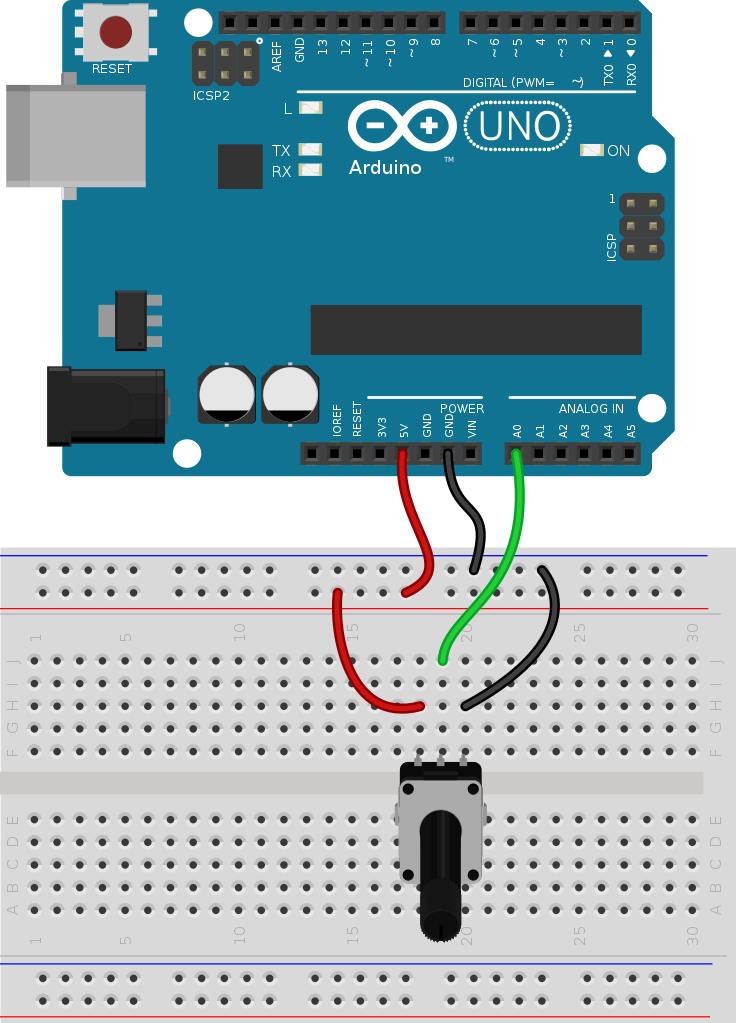 RESET
ICSP2
AREF
GND
13
12
~11
~10
~9
8
7
~6
~5
4
~3
2
TX0▶1
RX0◀0
DIGITAL (PWM= ~)
L
TX
RX
UNO
Arduino
TM
ON
1
ICSP
POWER
ANALOG IN
IOREF
RESET
3V3
5V
GND
GND
VIN
A0
A1
A2
A3
A4
A5
1
5
10
15
20
25
30
J
I
H
G
F
J
I
H
G
F
E
D
C
B
A
E
D
C
B
A
1
5
10
15
20
25
30